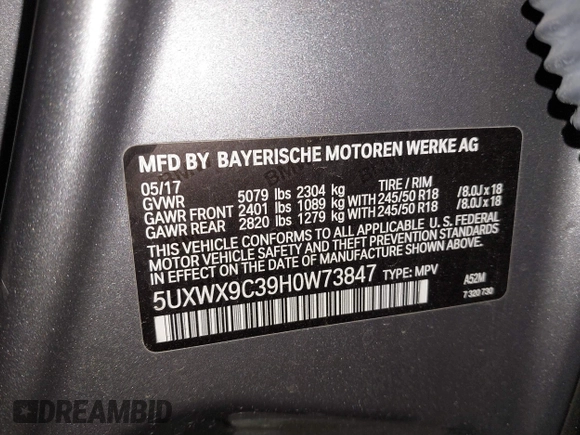 MFD BY BAYERISCHE MOTOREN WERKE AG
05/17
GVWR 5079 lbs 2304 kg TIRE / RIM
GAWR FRONT 2401 lbs 1089 kg WITH 245/50 R18 /8.0J x 18
GAWR REAR 2820 lbs 1279 kg WITH 245/50 R18 /8.0J x 18
THIS VEHICLE CONFORMS TO ALL APPLICABLE U. S. FEDERAL
MOTOR VEHICLE SAFETY AND THEFT PREVENTION STANDARDS
IN EFFECT ON THE DATE OF MANUFACTURE SHOWN ABOVE.
5UXWX9C39H0W73847 TYPE: MPV A52M
7 320 730
DREAMBID